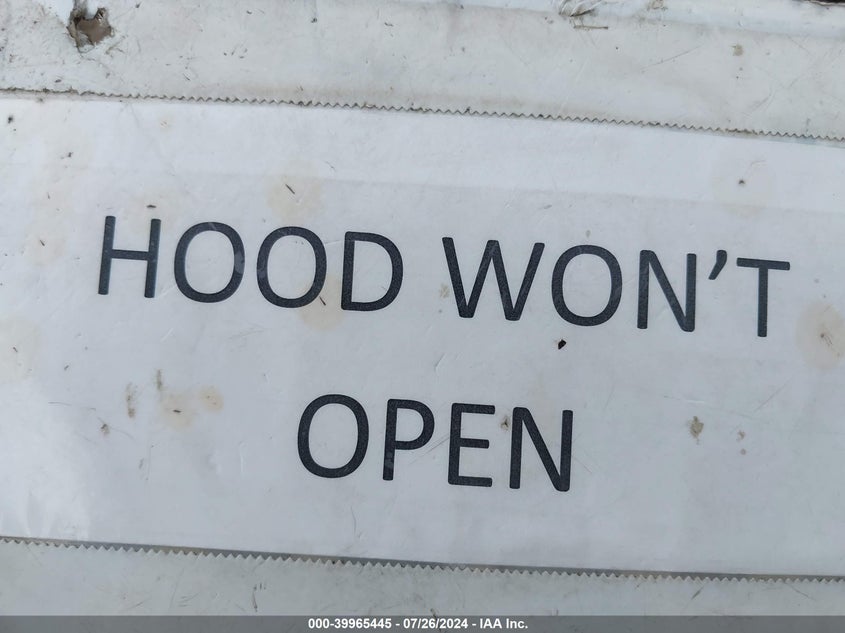 HOOD WON’T
OPEN
000-39965445 - 07/26/2024 - IAA Inc.